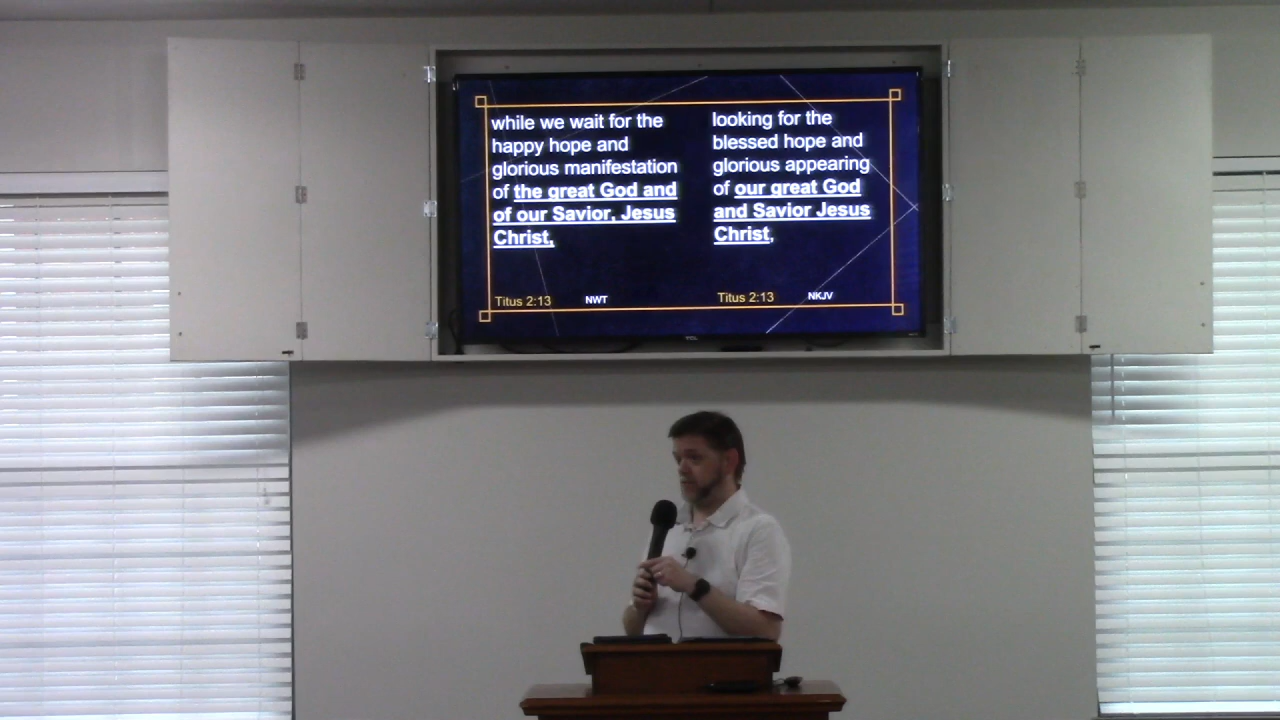 while we wait for the
happy hope and
glorious manifestation
of the great God and
of our Savior, Jesus
Christ,
Titus 2:13 NWT
looking for the
blessed hope and
glorious appearing
of our great God
and Savior Jesus
Christ,
Titus 2:13 NKJV
TCL